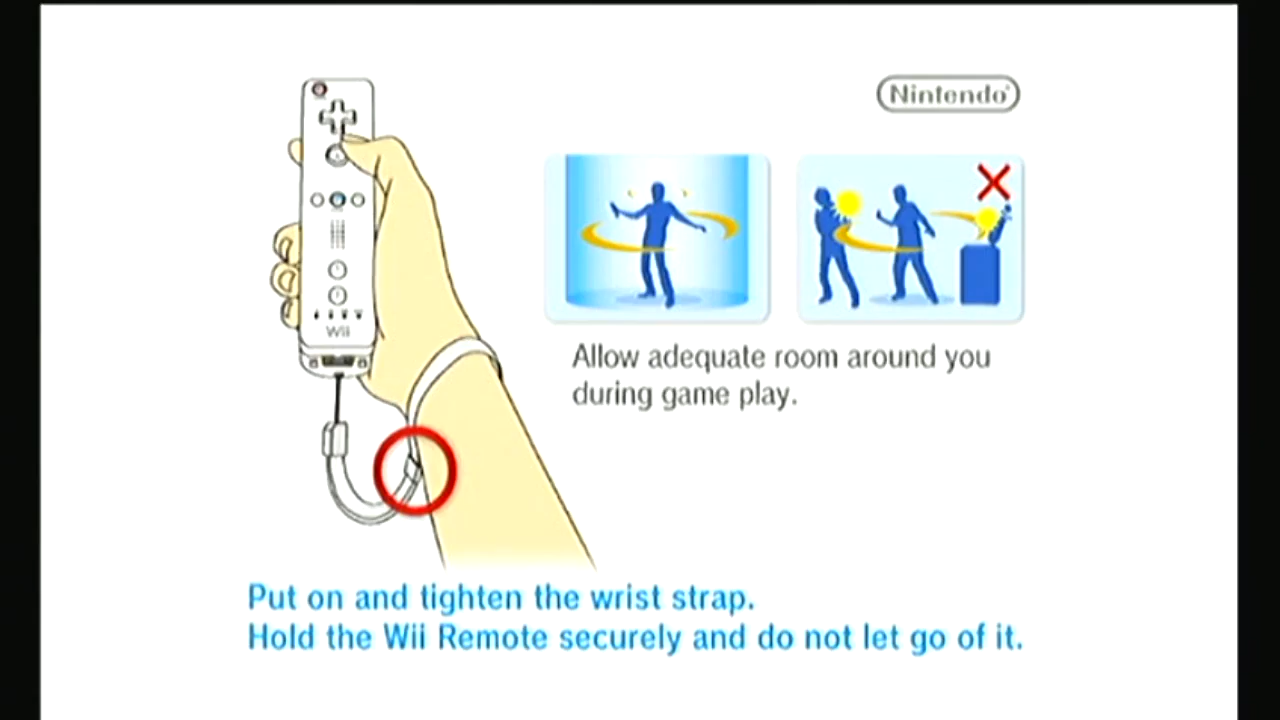 Nintendo
Wii
Allow adequate room around you
during game play.
Put on and tighten the wrist strap.
Hold the Wii Remote securely and do not let go of it.